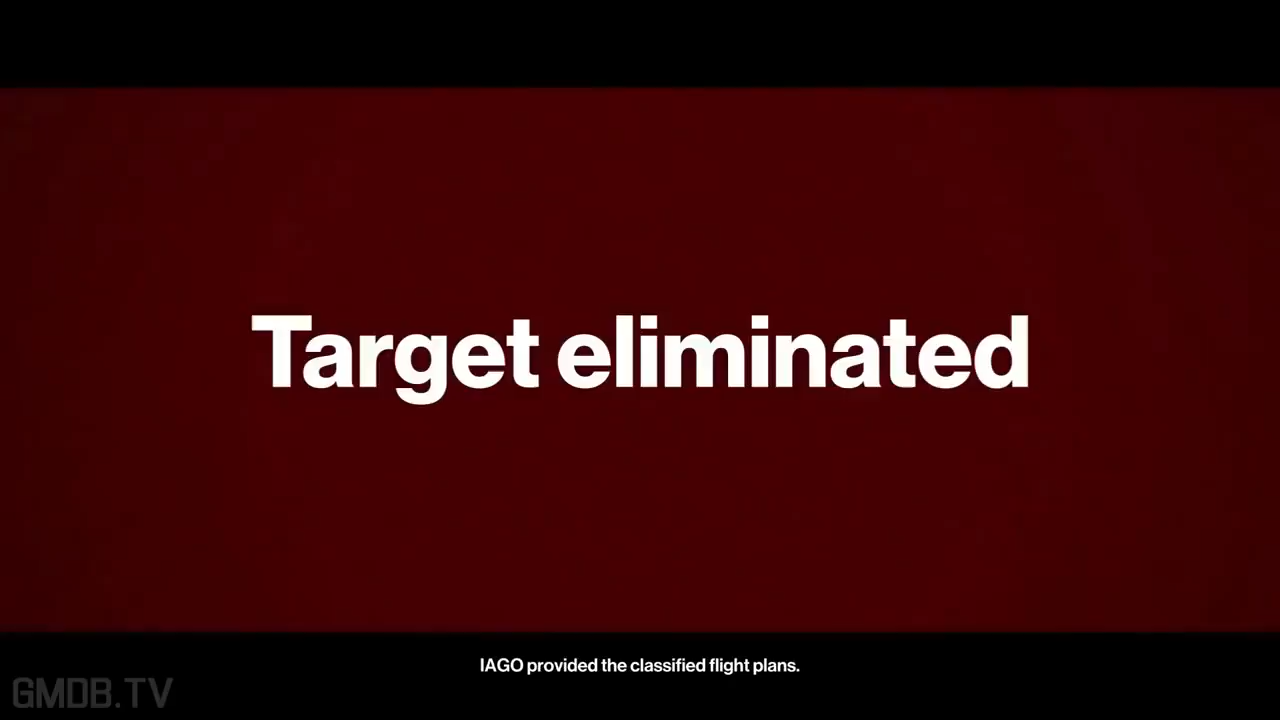 Target eliminated
IAGO provided the classified flight plans.
GMDB.TV